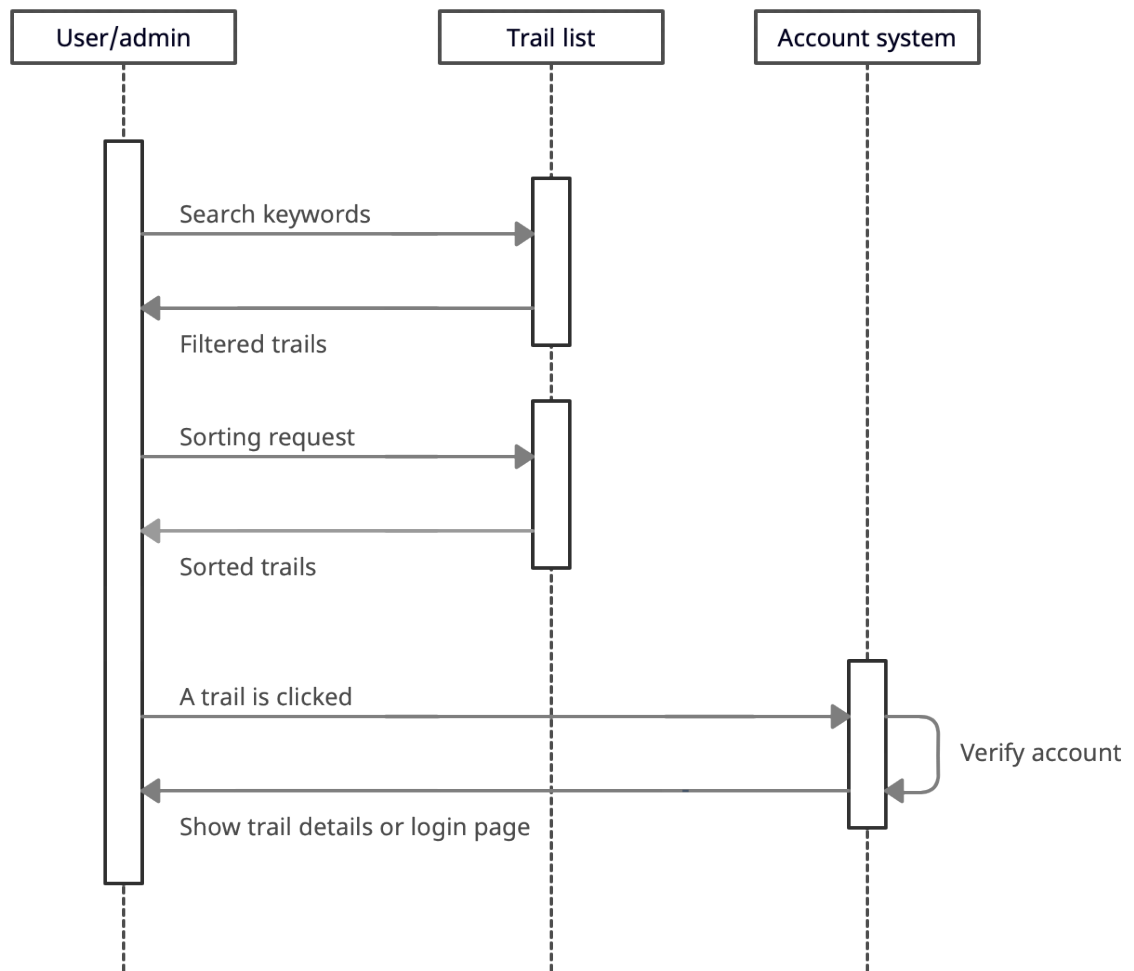 User/admin
Trail list
Account system
Search keywords
Filtered trails
Sorting request
Sorted trails
A trail is clicked
Verify account
Show trail details or login page